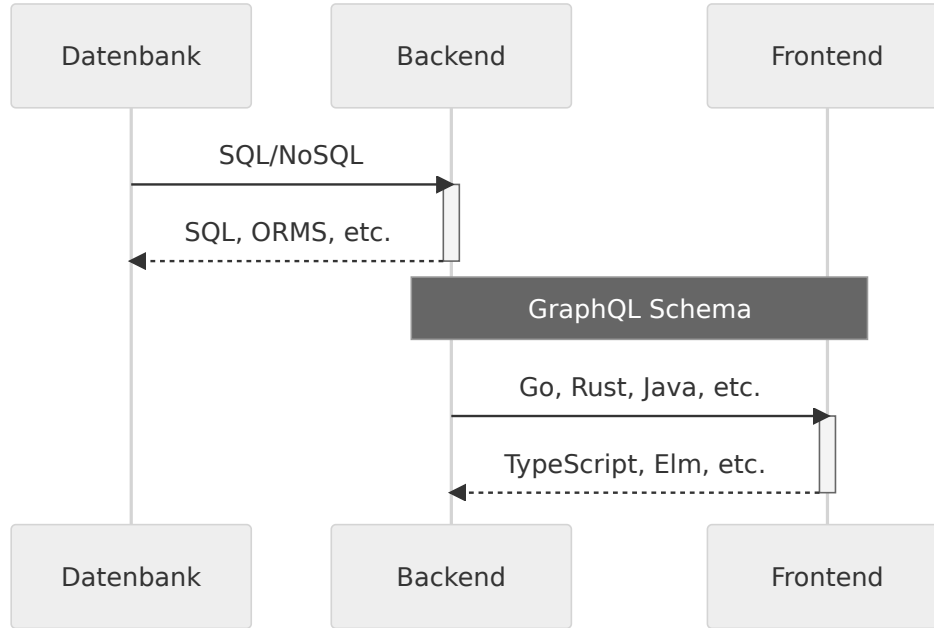 Datenbank
Backend
Frontend
SQL/NoSQL
SQL, ORMS, etc.
GraphQL Schema
Go, Rust, Java, etc.
TypeScript, Elm, etc.
Datenbank
Backend
Frontend